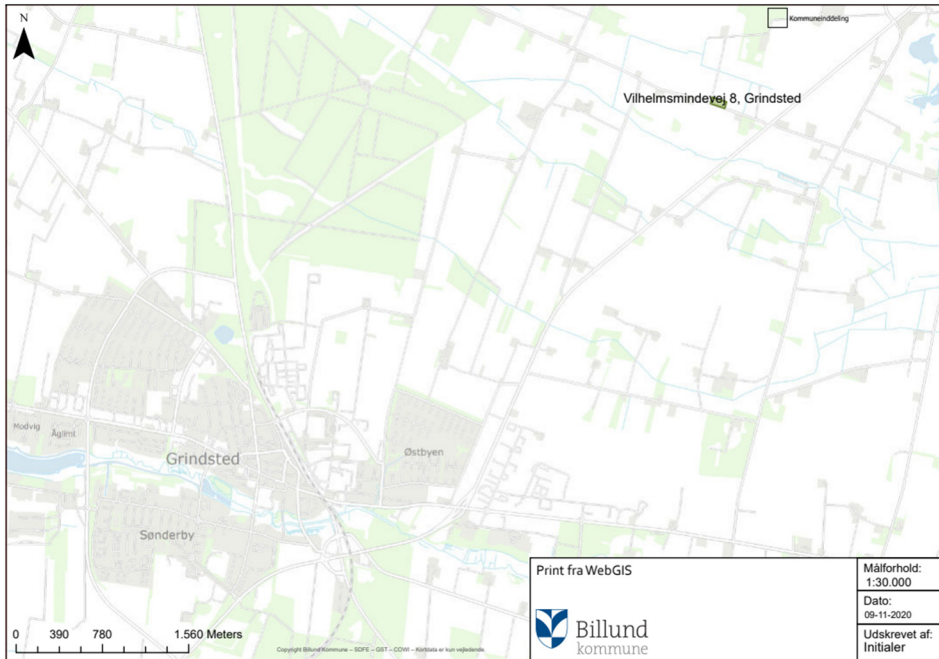 N
Kommuneinddeling
Vilhelmsmindevej 8, Grindsted
Modvig
Åglimt
Grindsted
Østbyen
Sønderby
Print fra WebGIS
Billund
kommune
Målforhold:
1:30.000
Dato:
09-11-2020
Udskrevet af:
Initialer
0 390 780 1.560 Meters
Copyright Billund Kommune – SDFE – GST – COWI – Kortdata er kun vejledende.